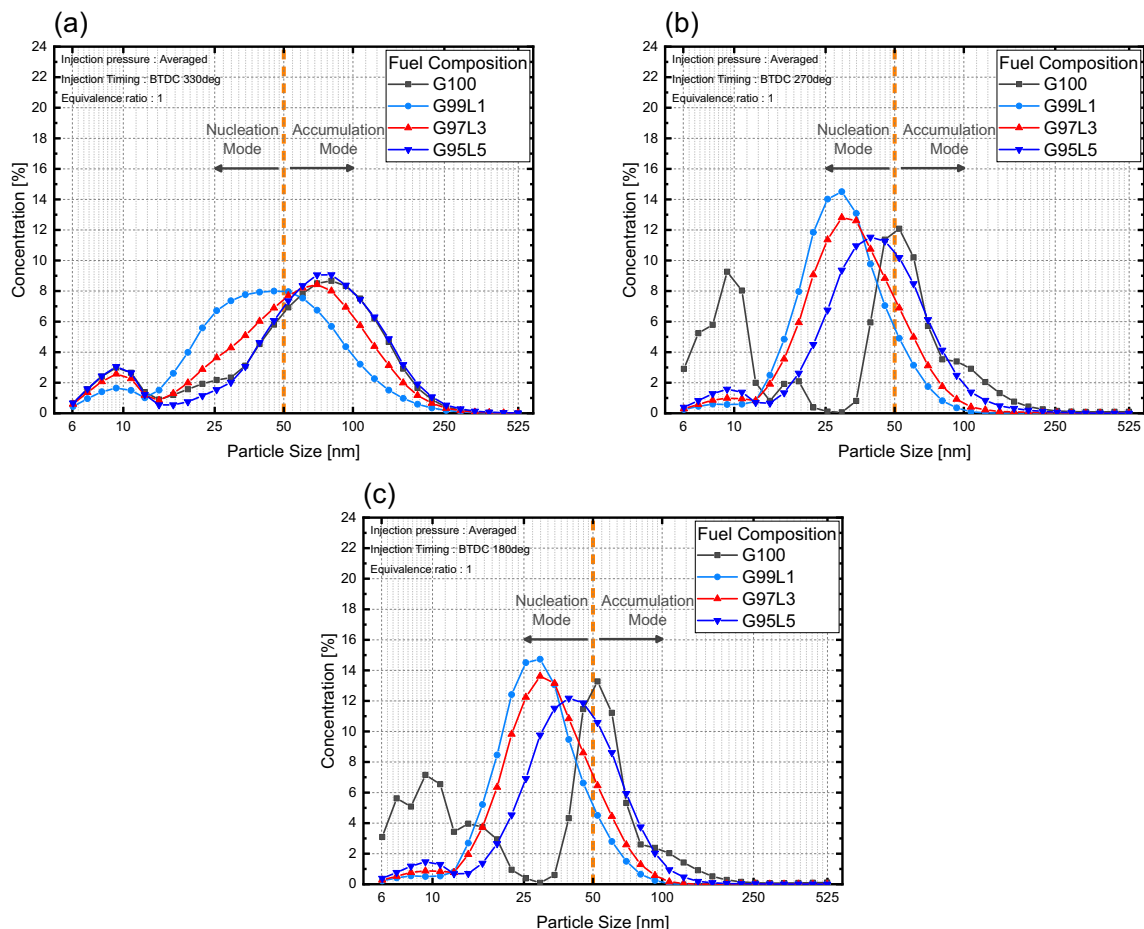 (a)
24
22
20
18
16
14
12
10
8
6
4
2
0
Concentration [%]
Injection pressure : Averaged
Injection Timing : BTDC 330deg
Equivalence ratio : 1
Fuel Composition
G100
G99L1
G97L3
G95L5
Nucleation
Mode
Accumulation
Mode
6 10 25 50 100 250 525
Particle Size [nm]
(b)
24
22
20
18
16
14
12
10
8
6
4
2
0
Concentration [%]
Injection pressure : Averaged
Injection Timing : BTDC 270deg
Equivalence ratio : 1
Fuel Composition
G100
G99L1
G97L3
G95L5
Nucleation
Mode
Accumulation
Mode
6 10 25 50 100 250 525
Particle Size [nm]
(c)
24
22
20
18
16
14
12
10
8
6
4
2
0
Concentration [%]
Injection pressure : Averaged
Injection Timing : BTDC 180deg
Equivalence ratio : 1
Fuel Composition
G100
G99L1
G97L3
G95L5
Nucleation
Mode
Accumulation
Mode
6 10 25 50 100 250 525
Particle Size [nm]